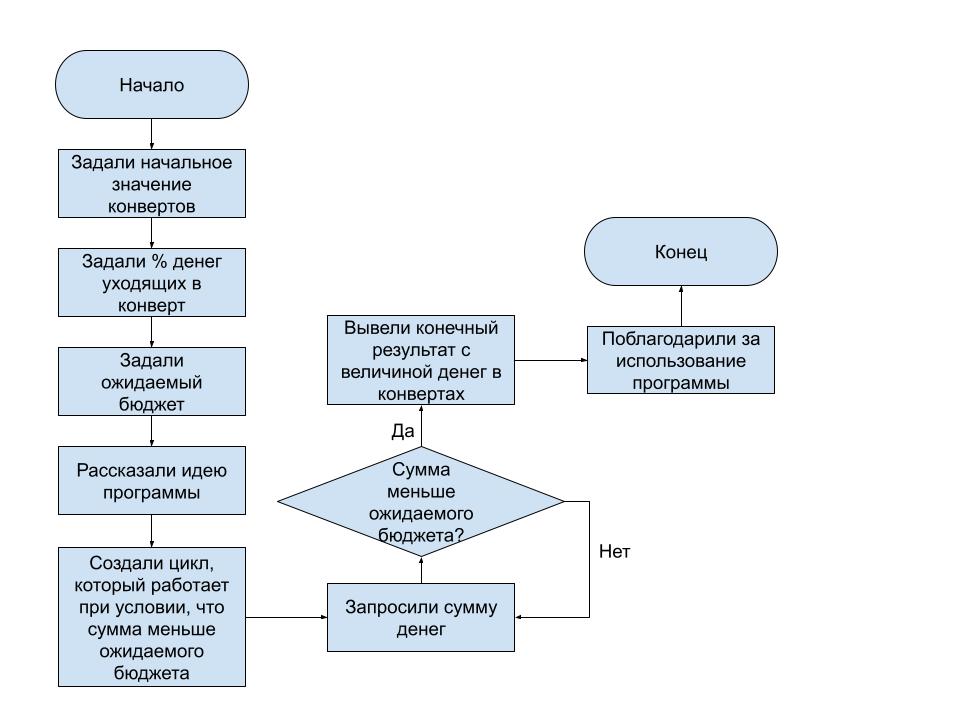 Начало
Задали начальное
значение
конвертов
Задали % денег
уходящих в
конверт
Задали
ожидаемый
бюджет
Рассказали идею
программы
Создали цикл,
который работает
при условии, что
сумма меньше
ожидаемого
бюджета
Запросили сумму
денег
Сумма
меньше
ожидаемого
бюджета?
Нет
Да
Вывели конечный
результат с
величиной денег в
конвертах
Поблагодарили за
использование
программы
Конец